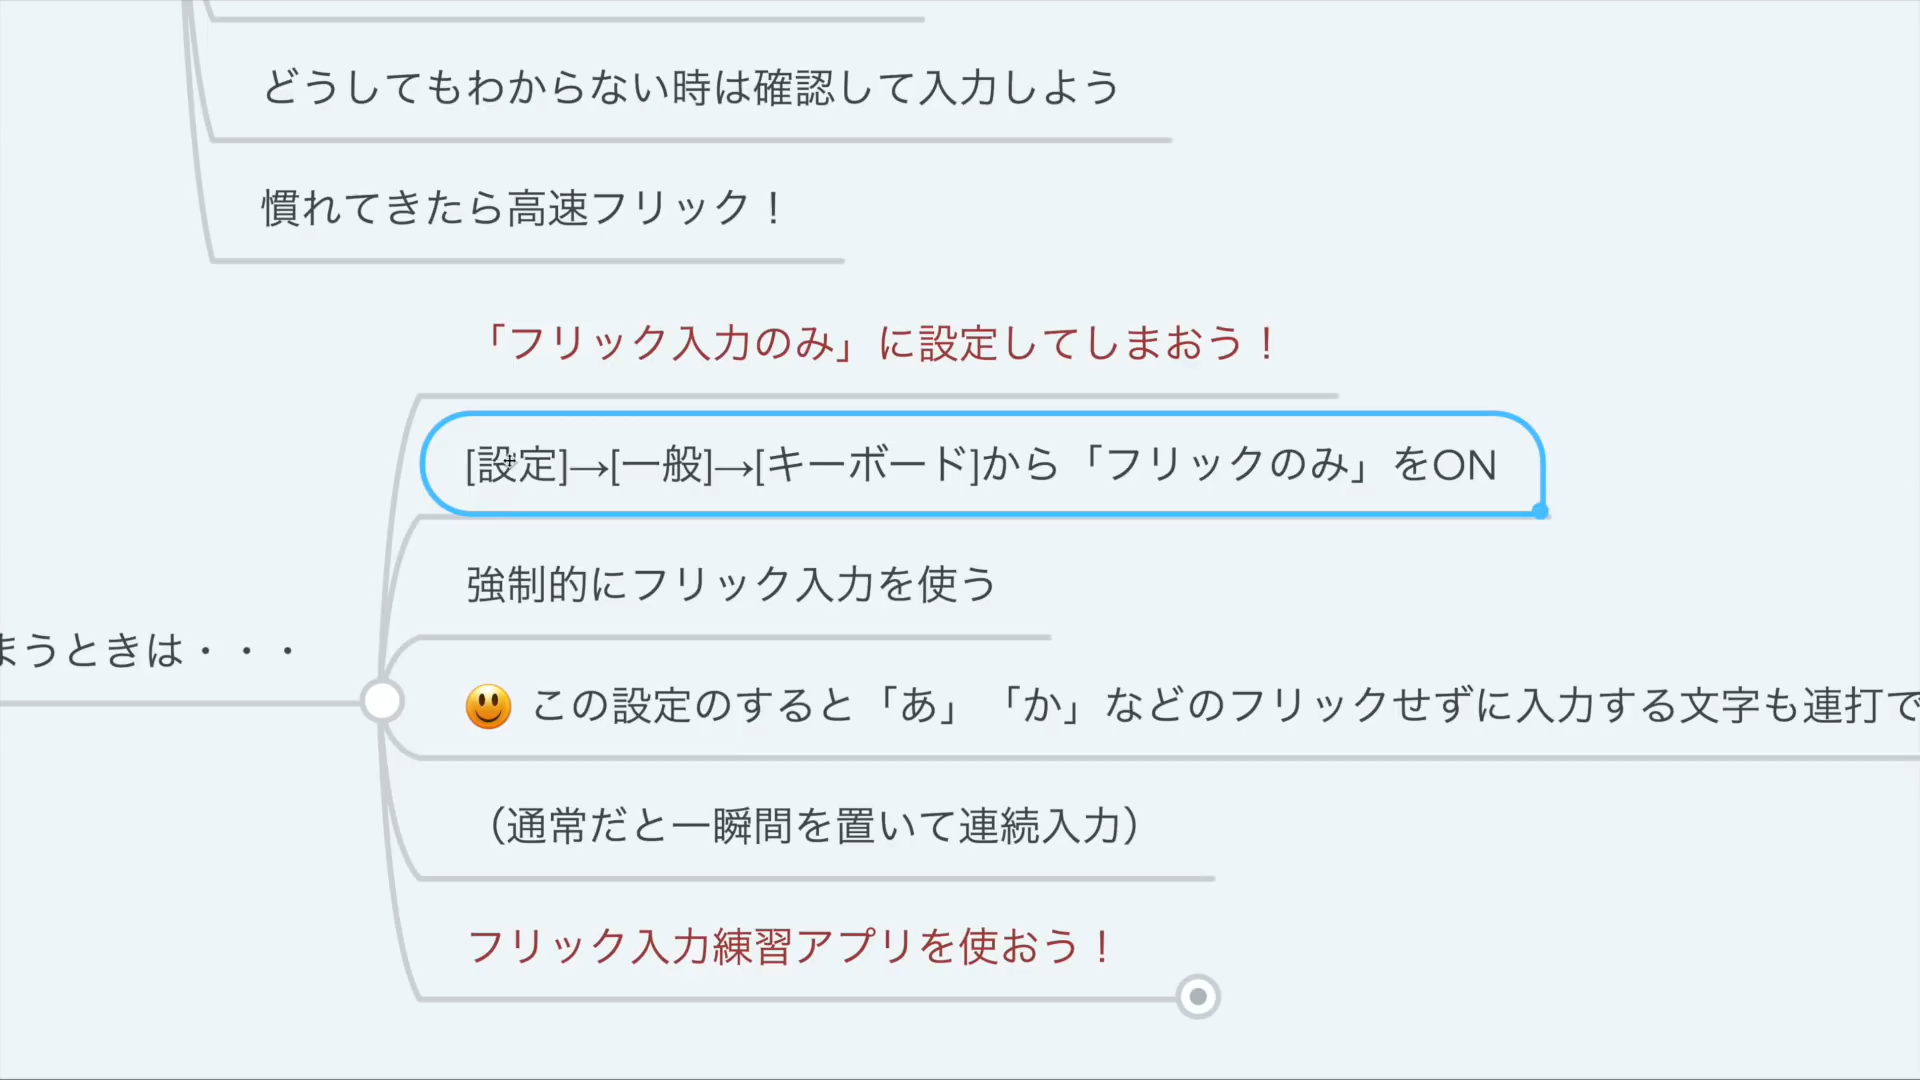 どうしてもわからない時は確認して入力しよう
慣れてきたら高速フリック！
「フリック入力のみ」に設定してしまおう！
[設定]→[一般]→[キーボード]から「フリックのみ」をON
強制的にフリック入力を使う
まうときは・・・
この設定のすると「あ」「か」などのフリックせずに入力する文字も連打で
（通常だと一瞬間を置いて連続入力）
フリック入力練習アプリを使おう！